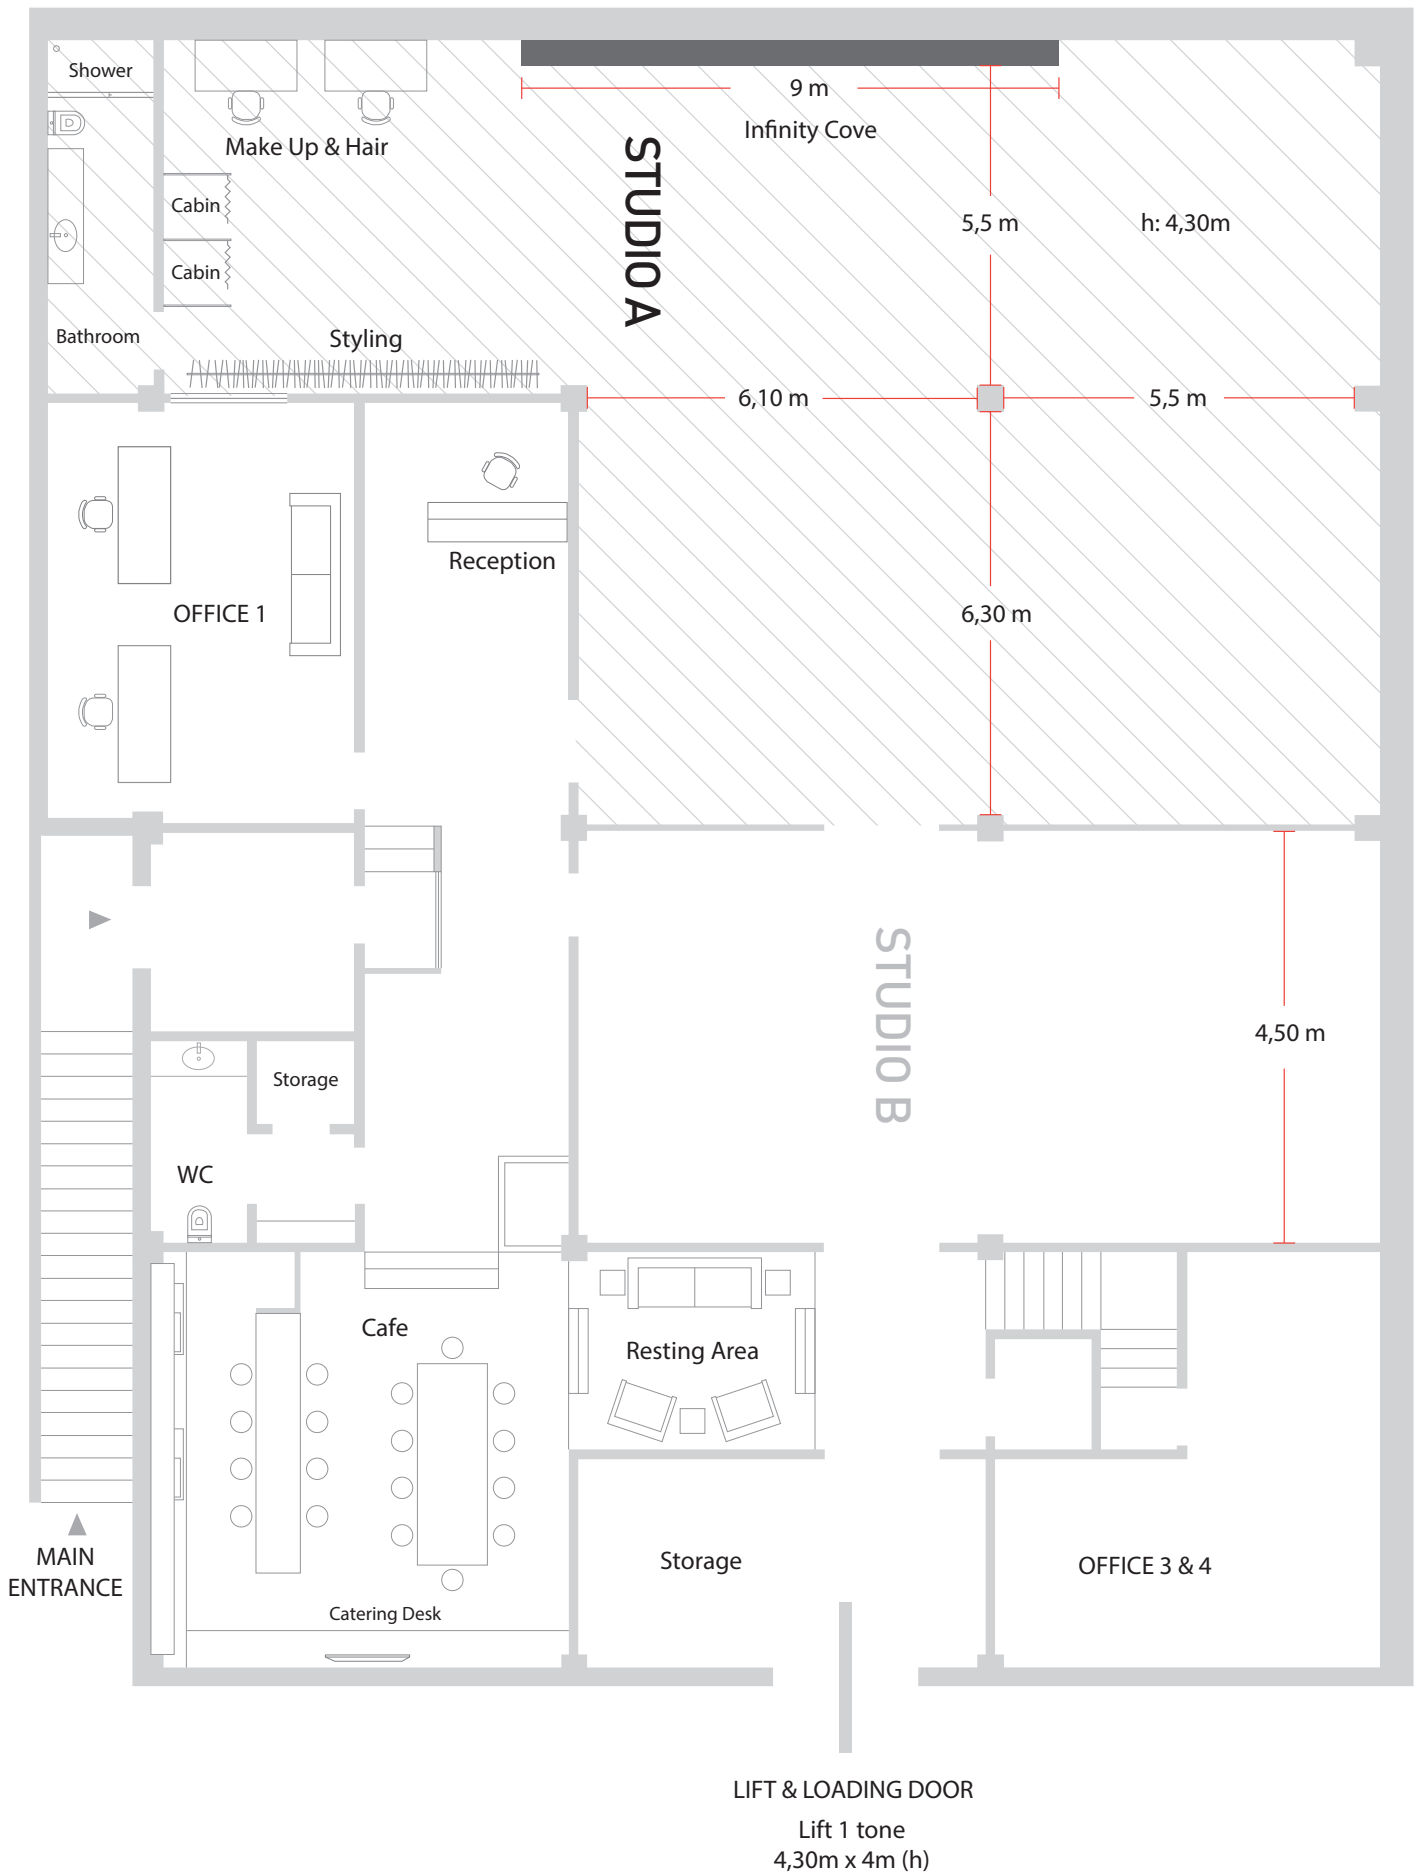 Shower
9 m
Infinity Cove
Make Up & Hair
STUDIO A
Cabin
5,5 m
h: 4,30m
Cabin
Bathroom
Styling
6,10 m
5,5 m
Reception
OFFICE 1
6,30 m
STUDIO B
4,50 m
Storage
WC
Cafe
Resting Area
MAIN
ENTRANCE
Storage
OFFICE 3 & 4
Catering Desk
LIFT & LOADING DOOR
Lift 1 tone
4,30m x 4m (h)